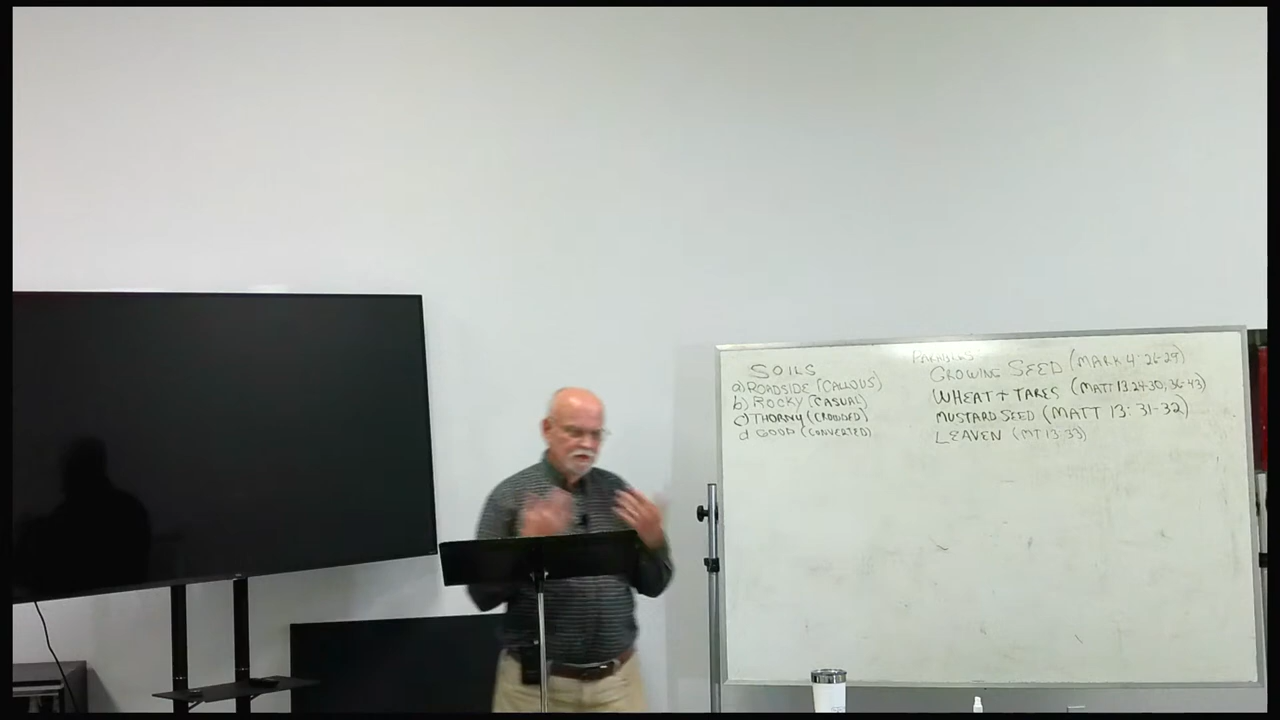 SOILS
a) ROADSIDE (CALLOUS)
b) ROCKY (CASUAL)
c) THORNY (CROWDED)
d GOOD (CONVERTED)
PARABLES
GROWING SEED (MARK 4:26-29)
WHEAT + TARES (MATT 13:24-30; 36-43)
MUSTARD SEED (MATT 13:31-32)
LEAVEN (MT 13:33)